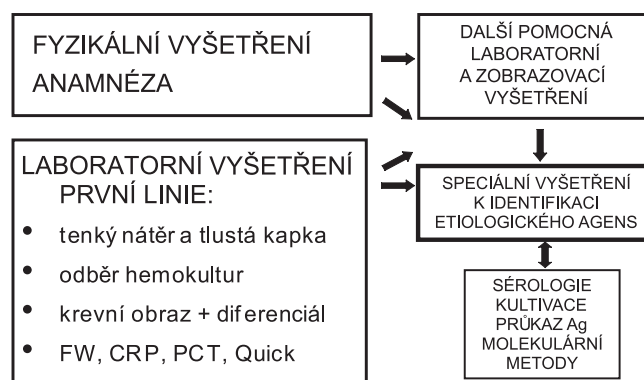 FYZIKÁLNÍ VYŠETŘENÍ
ANAMNÉZA
DALŠÍ POMOCNÁ
LABORATORNÍ
A ZOBRAZOVACÍ
VYŠETŘENÍ
LABORATORNÍ VYŠETŘENÍ
PRVNÍ LINIE:
• tenký nátěr a tlustá kapka
• odběr hemokultur
• krevní obraz + diferenciál
• FW, CRP, PCT, Quick
SPECIÁLNÍ VYŠETŘENÍ
K IDENTIFIKACI
ETIOLOGICKÉHO AGENS
SÉROLOGIE
KULTIVACE
PRŮKAZ Ag
MOLEKULÁRNÍ
METODY